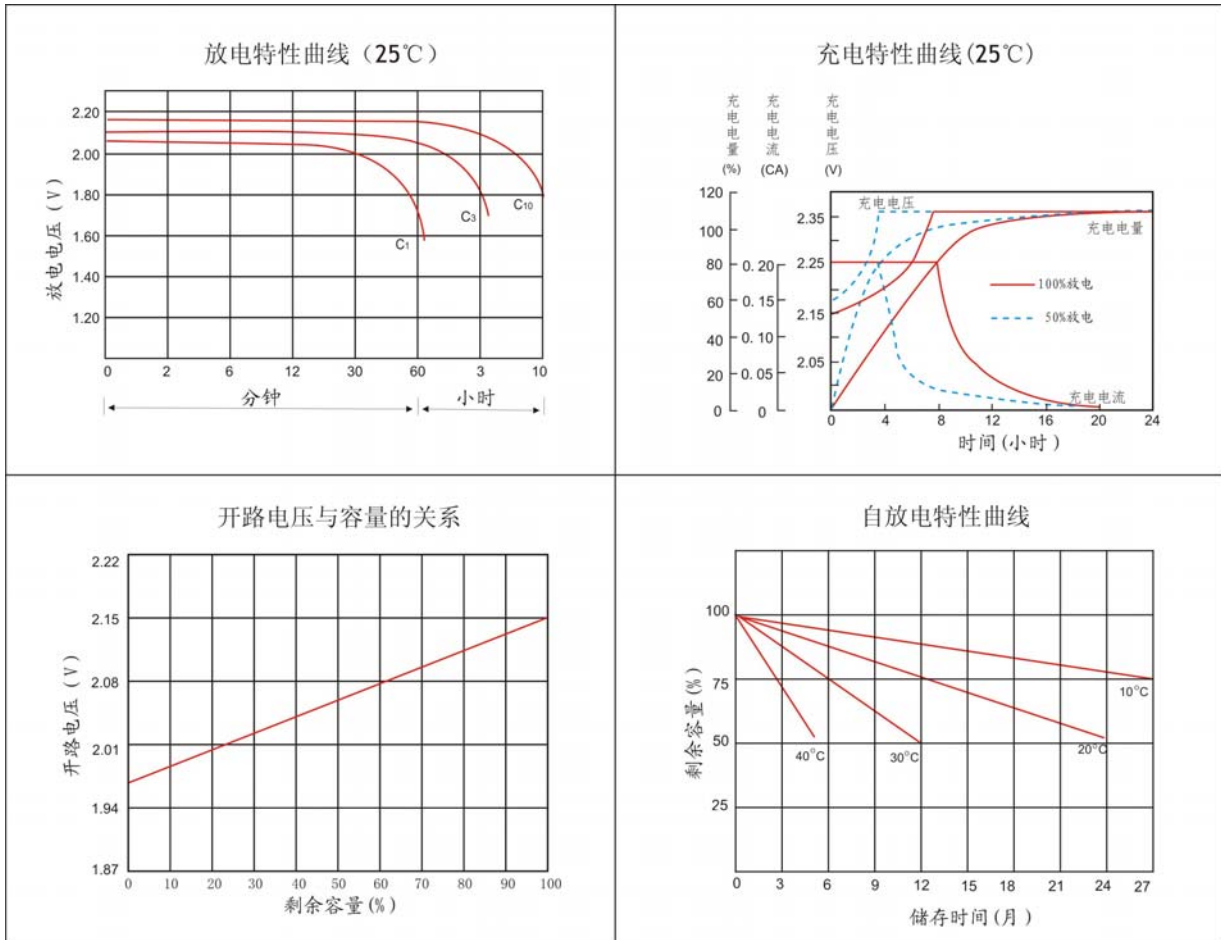 放电特性曲线（25℃）
放电电压（V）
2.20
2.00
1.80
1.60
1.40
1.20
C1
C3
C10
0 2 6 12 30 60 3 10
分钟 小时
充电特性曲线(25℃)
充电电量 充电电流 充电电压
(%) (CA) (V)
120
100
80
60
40
20
0
0.20
0.15
0.10
0.05
0
2.35
2.25
2.15
2.05
充电电压
充电电量
100%放电
50%放电
充电电流
0 4 8 12 16 20 24
时间(小时)
开路电压与容量的关系
开路电压（V）
2.22
2.15
2.08
2.01
1.94
1.87
0 10 20 30 40 50 60 70 80 90 100
剩余容量(%)
自放电特性曲线
剩余容量(%)
100
75
50
25
10°C
40°C 30°C 20°C
0 3 6 9 12 15 18 21 24 27
储存时间(月)